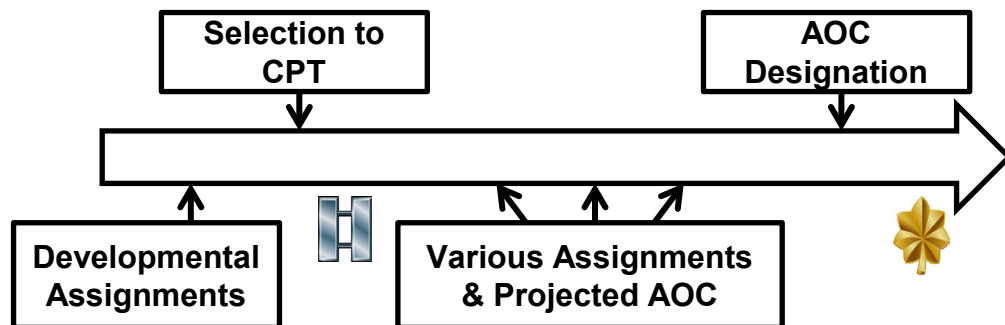 Selection to
CPT
AOC
Designation
Developmental
Assignments
Various Assignments
& Projected AOC